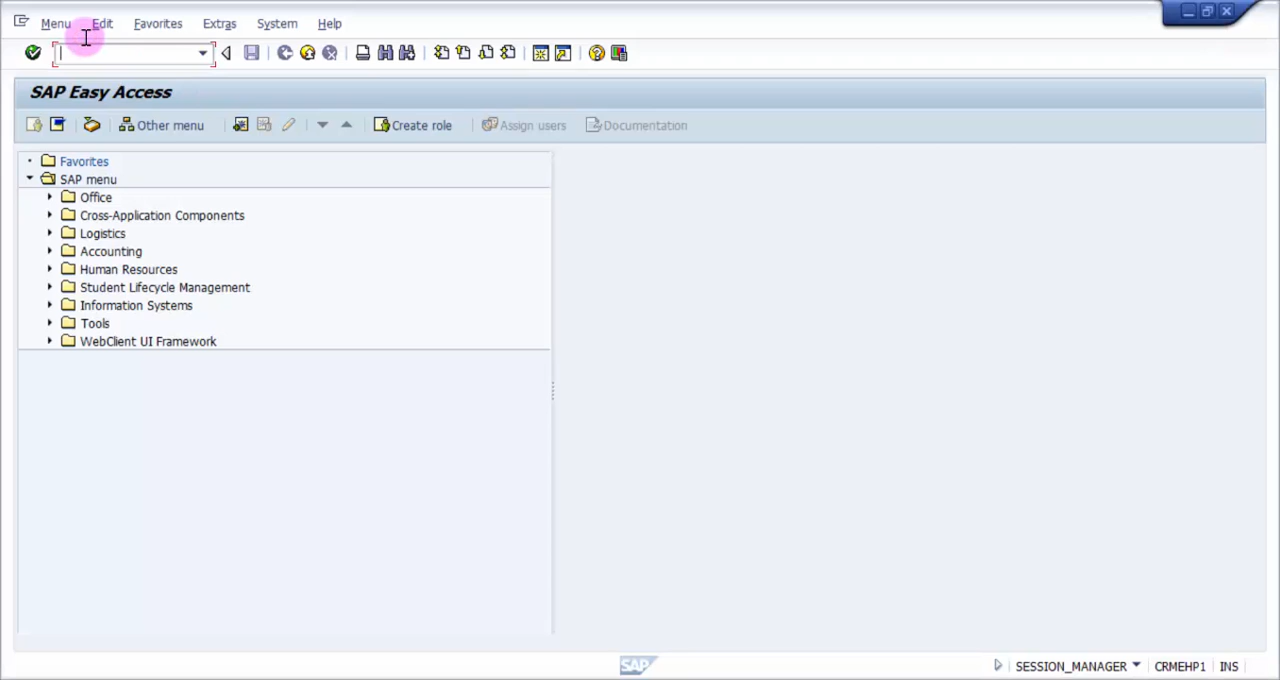 Menu Edit Favorites Extras System Help
SAP Easy Access
Other menu Create role Assign users Documentation
Favorites
SAP menu
Office
Cross-Application Components
Logistics
Accounting
Human Resources
Student Lifecycle Management
Information Systems
Tools
WebClient UI Framework
SAP SESSION_MANAGER CRMEHP1 INS